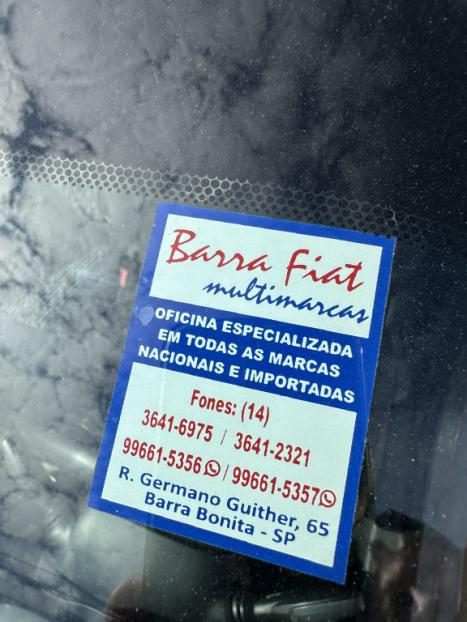 Barra Fiat
multimarcas
OFICINA ESPECIALIZADA
EM TODAS AS MARCAS
NACIONAIS E IMPORTADAS
Fones: (14)
3641-6975 / 3641-2321
99661-5356 / 99661-5357
R. Germano Guither, 65
Barra Bonita - SP